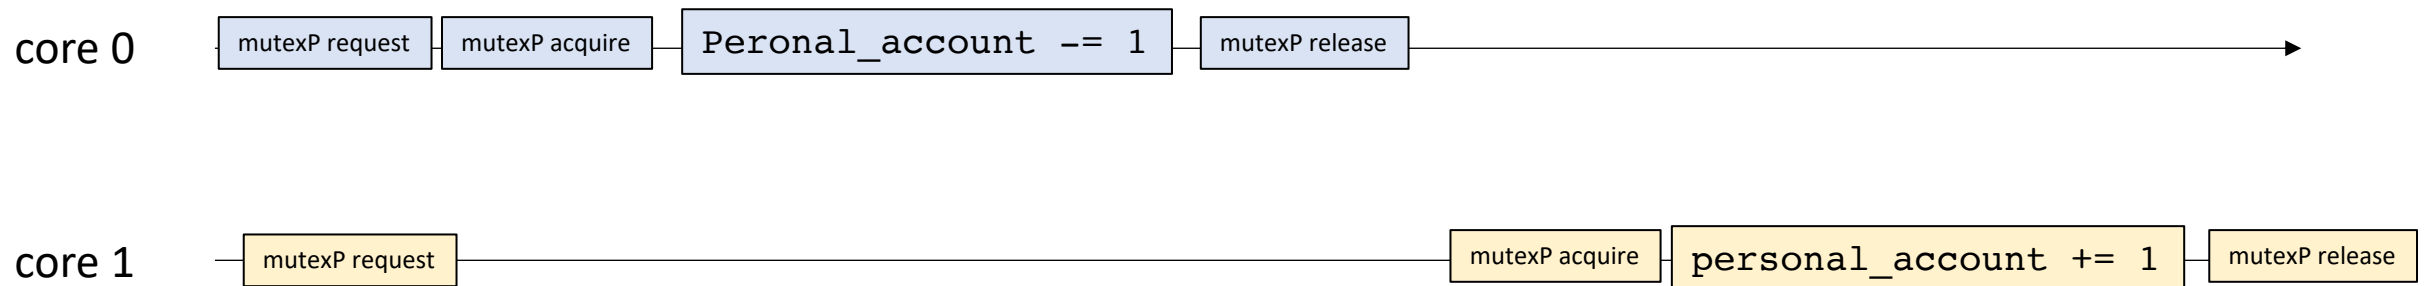 core 0 mutexP request mutexP acquire Peronal_account -= 1 mutexP release
core 1 mutexP request mutexP acquire personal_account += 1 mutexP release